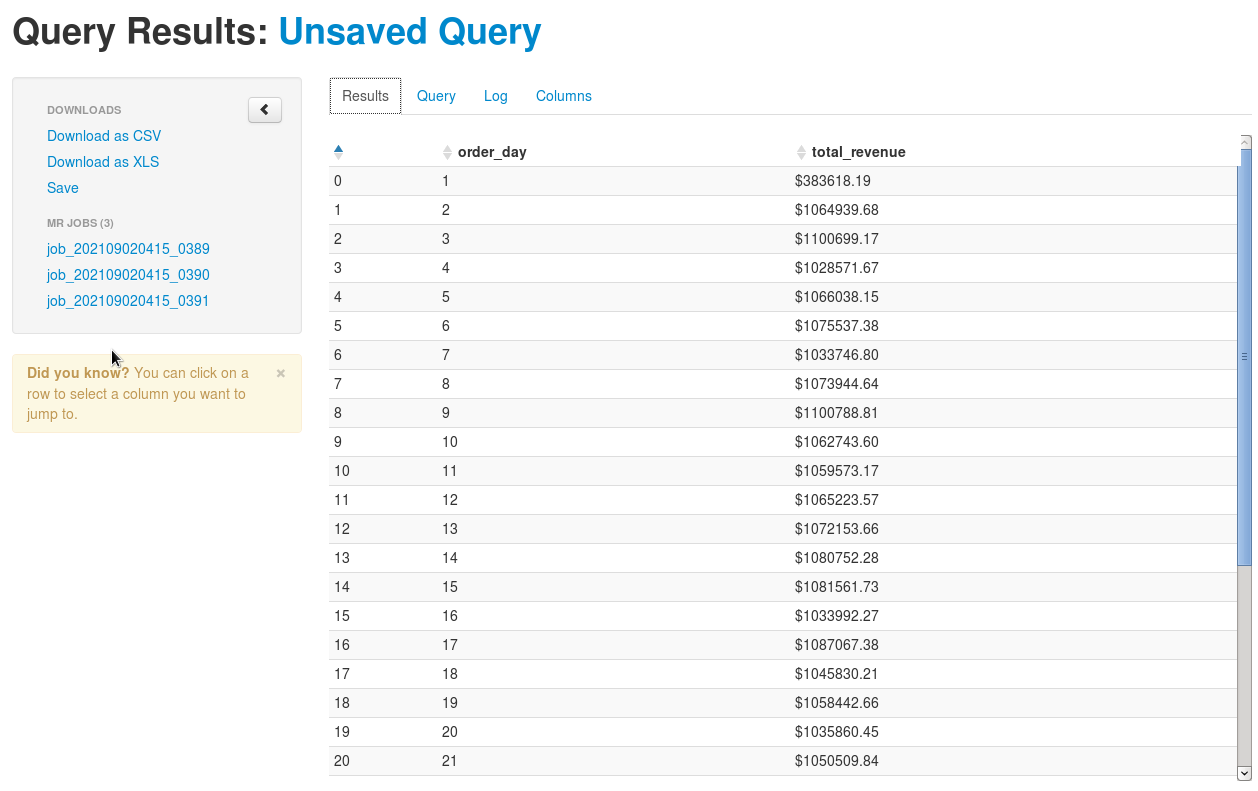 Query Results: Unsaved Query
DOWNLOADS
Download as CSV
Download as XLS
Save
MR JOBS (3)
job_202109020415_0389
job_202109020415_0390
job_202109020415_0391
Did you know? You can click on a
row to select a column you want to
jump to.
Results Query Log Columns
order_day total_revenue
0 1 $383618.19
1 2 $1064939.68
2 3 $1100699.17
3 4 $1028571.67
4 5 $1066038.15
5 6 $1075537.38
6 7 $1033746.80
7 8 $1073944.64
8 9 $1100788.81
9 10 $1062743.60
10 11 $1059573.17
11 12 $1065223.57
12 13 $1072153.66
13 14 $1080752.28
14 15 $1081561.73
15 16 $1033992.27
16 17 $1087067.38
17 18 $1045830.21
18 19 $1058442.66
19 20 $1035860.45
20 21 $1050509.84